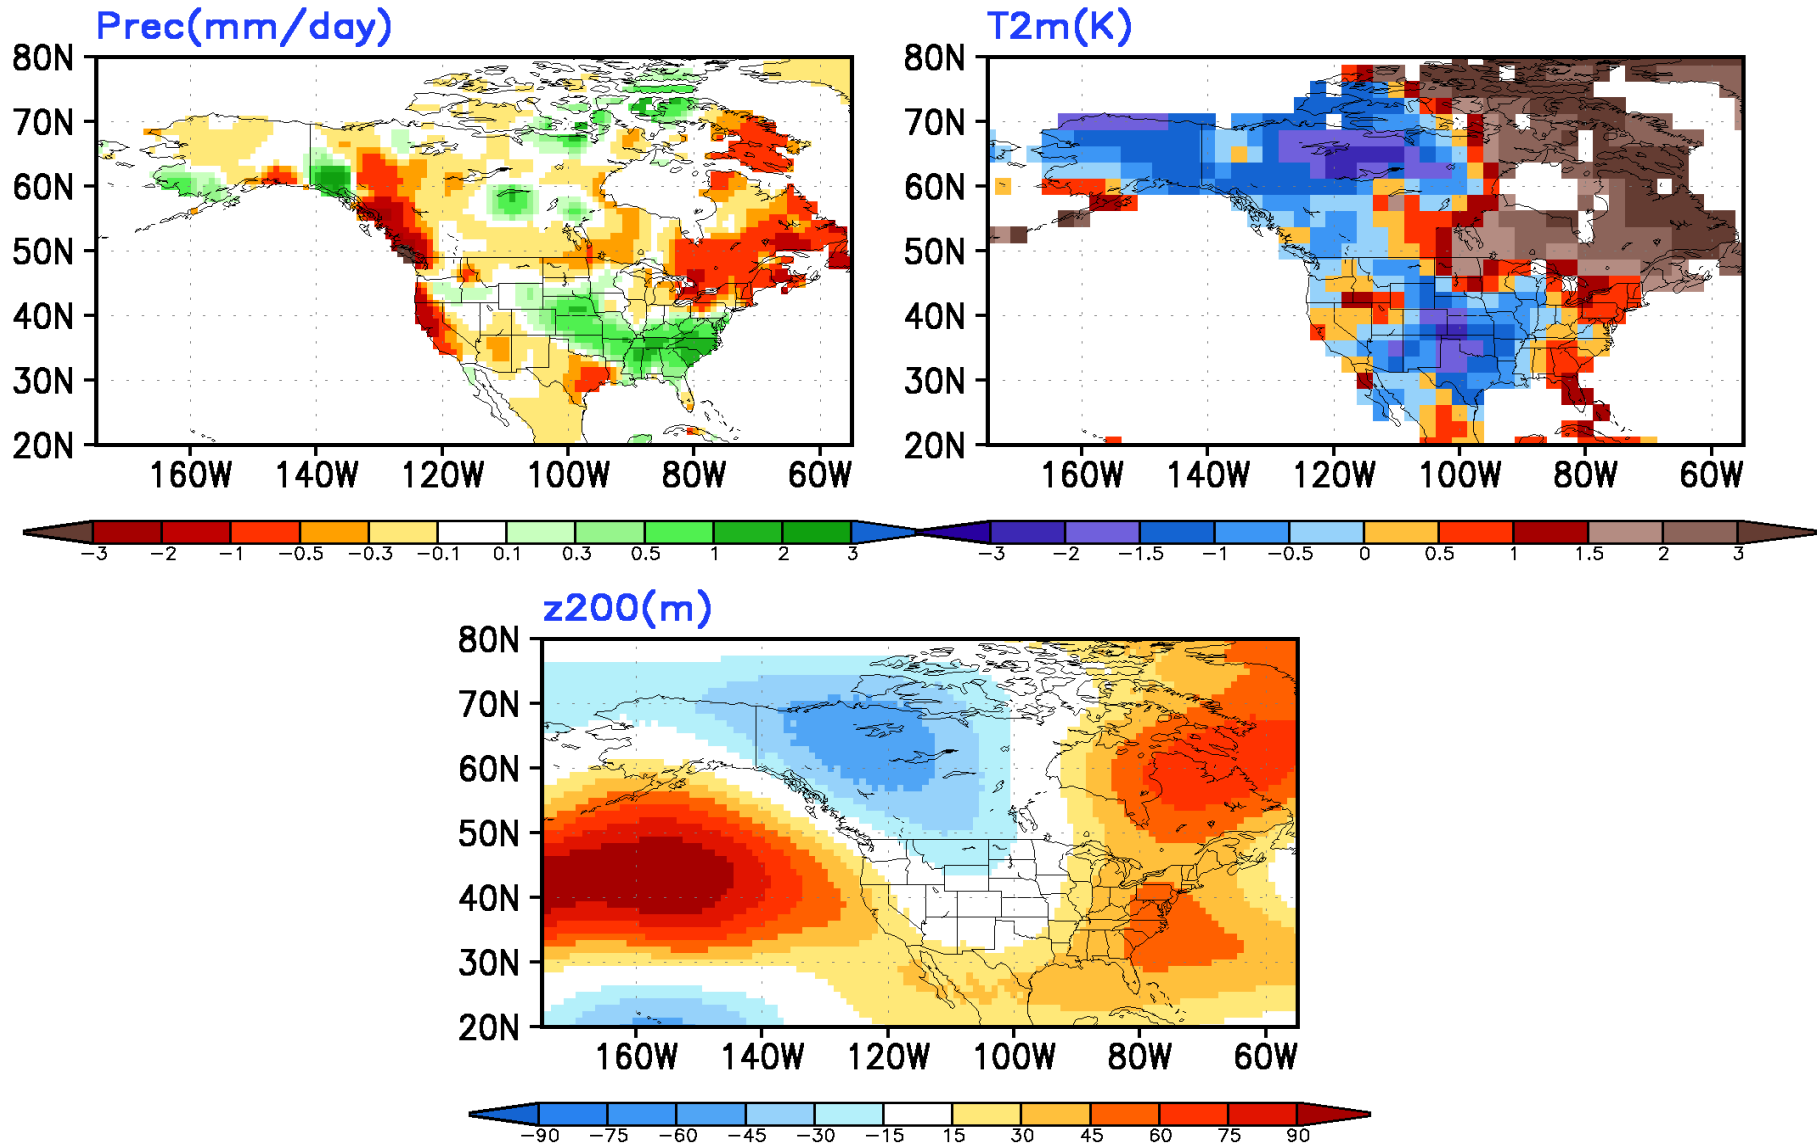 Prec(mm/day)
T2m(K)
80N
70N
60N
50N
40N
30N
20N
160W 140W 120W 100W 80W 60W
80N
70N
60N
50N
40N
30N
20N
160W 140W 120W 100W 80W 60W
-3 -2 -1 -0.5 -0.3 -0.1 0.1 0.3 0.5 1 2 3
-3 -2 -1.5 -1 -0.5 0 0.5 1 1.5 2 3
z200(m)
80N
70N
60N
50N
40N
30N
20N
160W 140W 120W 100W 80W 60W
-90 -75 -60 -45 -30 -15 15 30 45 60 75 90